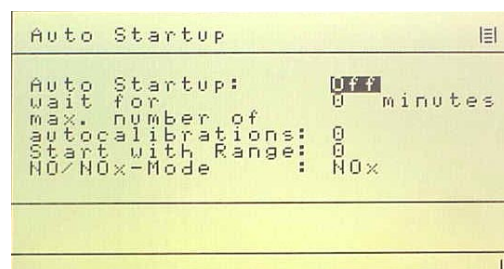 Auto Startup
Auto Startup: Off
wait for 0 minutes
max. number of
autocalibrations: 0
Start with Range: 0
NO/NOx-Mode : NOx